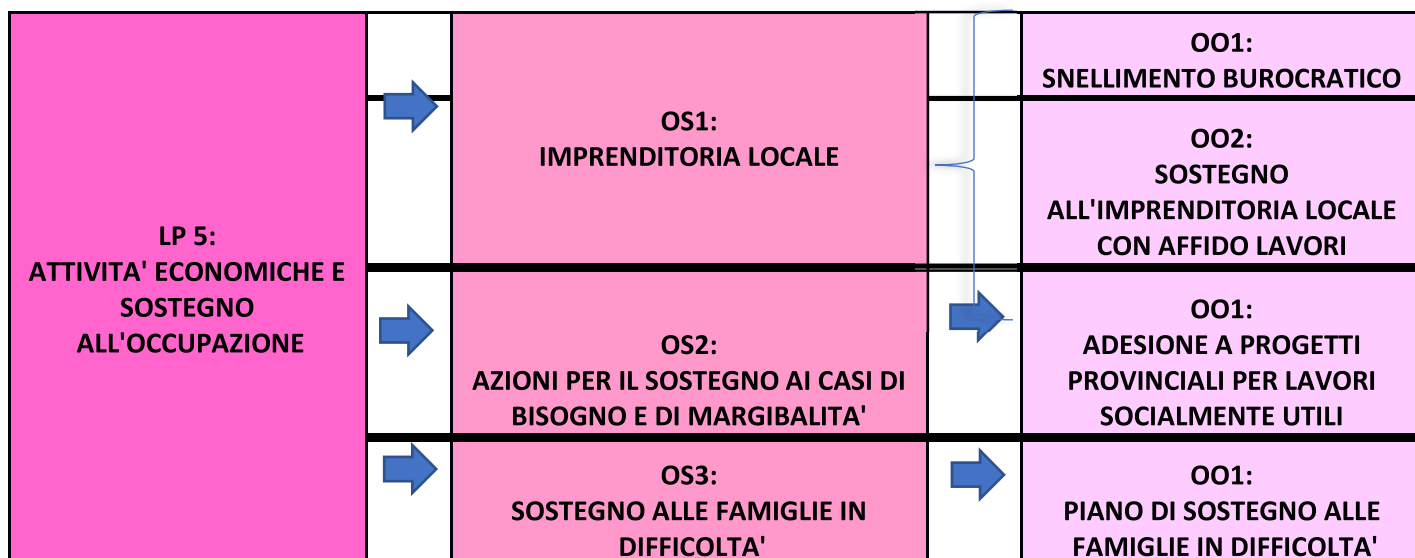 LP 5:
ATTIVITA' ECONOMICHE E
SOSTEGNO
ALL'OCCUPAZIONE
OS1:
IMPRENDITORIA LOCALE
OO1:
SNELLIMENTO BUROCRATICO
OO2:
SOSTEGNO
ALL'IMPRENDITORIA LOCALE
CON AFFIDO LAVORI
OS2:
AZIONI PER IL SOSTEGNO AI CASI DI
BISOGNO E DI MARGIBALITA'
OO1:
ADESIONE A PROGETTI
PROVINCIALI PER LAVORI
SOCIALMENTE UTILI
OS3:
SOSTEGNO ALLE FAMIGLIE IN
DIFFICOLTA'
OO1:
PIANO DI SOSTEGNO ALLE
FAMIGLIE IN DIFFICOLTA'